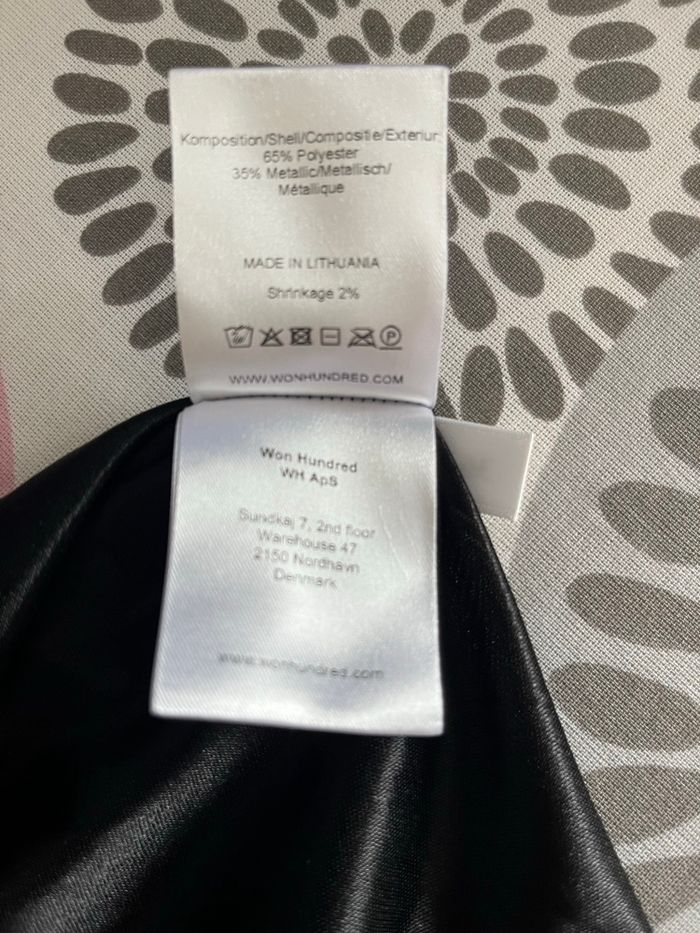 Komposition/Shell/Compositie/Exteriur:
65% Polyester
35% Metallic/Metallisch/
Métallique
MADE IN LITHUANIA
Shrinkage 2%
P
WWW.WONHUNDRED.COM
Won Hundred
WH ApS
Sundkaj 7, 2nd floor
Warehouse 47
2150 Nordhavn
Denmark
www.wonhundred.com